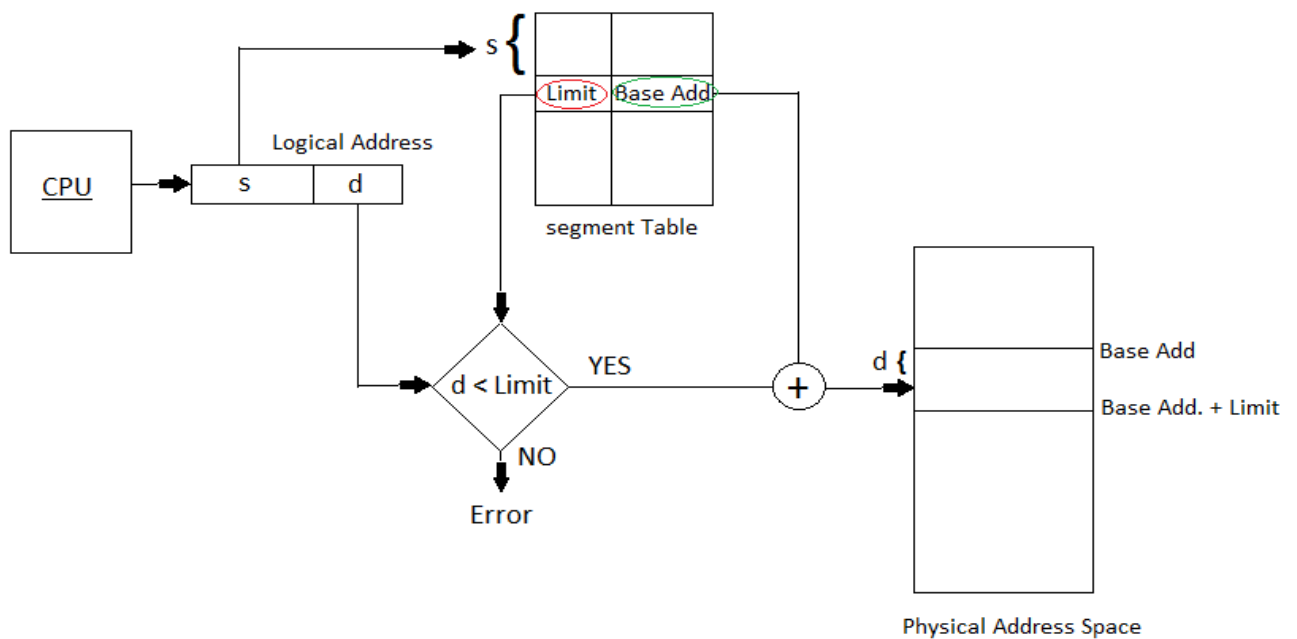 s {
Limit
Base Add
Logical Address
CPU
s
d
segment Table
d < Limit
YES
+
d {
Base Add
Base Add. + Limit
NO
Error
Physical Address Space